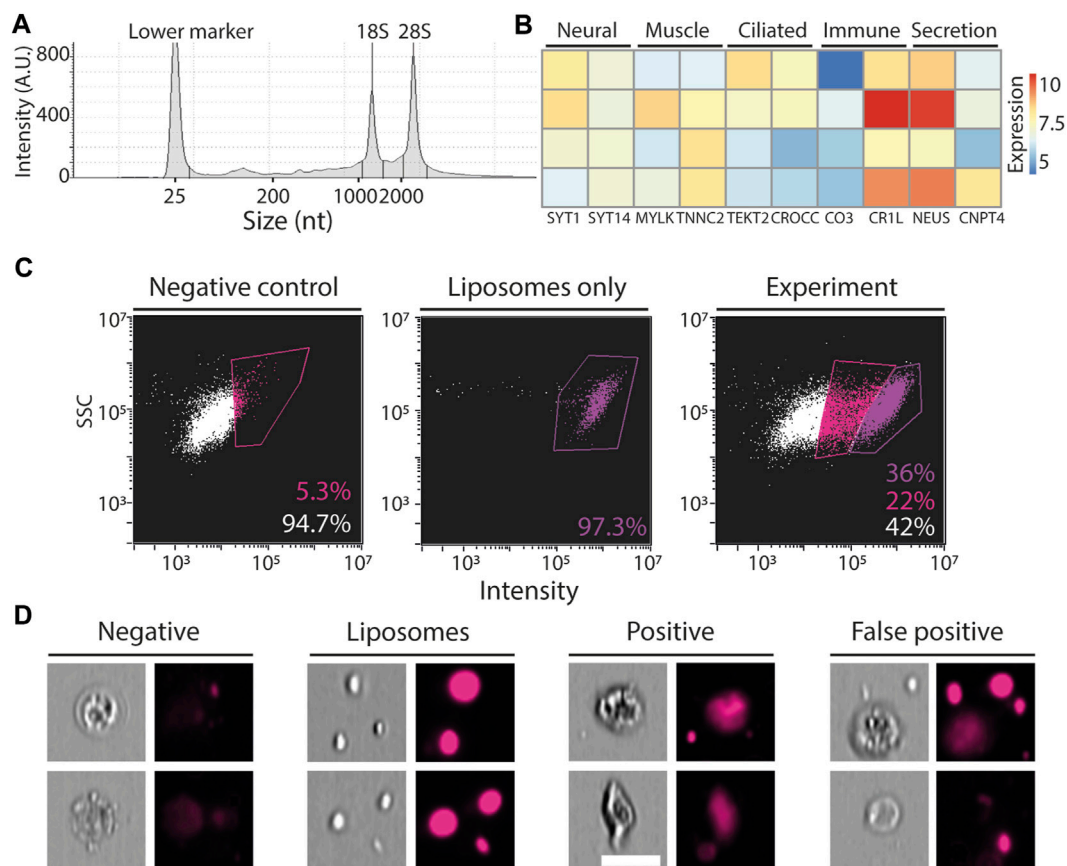 A
Lower marker
18S
28S
800
400
0
Intensity (A.U.)
25
200
1000
2000
Size (nt)
B
Neural
Muscle
Ciliated
Immune
Secretion
SYT1
SYT14
MYLK
TNNC2
TEKT2
CROCC
CO3
CR1L
NEUS
CNPT4
10
7.5
5
Expression
C
Negative control
Liposomes only
Experiment
10⁷
10⁵
10³
SSC
5.3%
94.7%
10³
10⁵
10⁷
10⁷
10⁵
10³
97.3%
10³
10⁵
10⁷
10⁷
10⁵
10³
36%
22%
42%
10³
10⁵
10⁷
Intensity
D
Negative
Liposomes
Positive
False positive